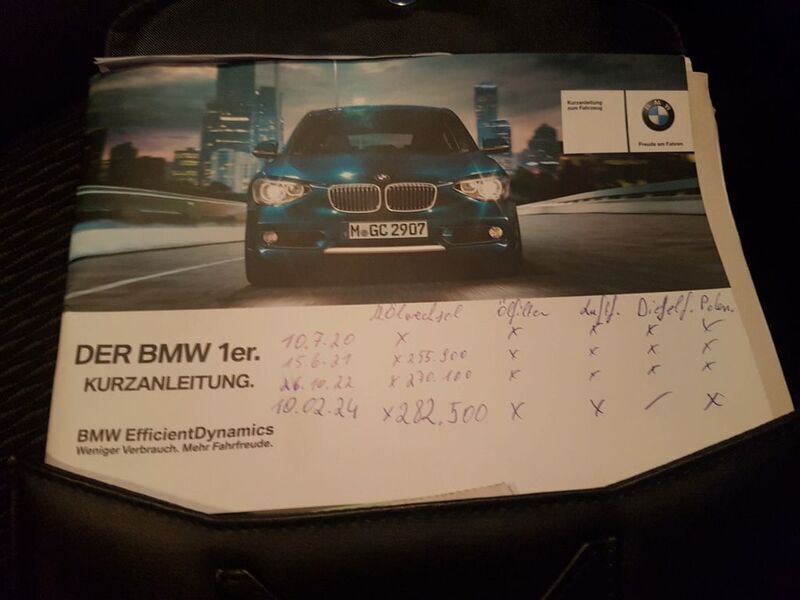 Kurzanleitung
zum Fahrzeug
BMW
Freude am Fahren
M GC 2907
Ölwechsel Ölfilter Luftf. Dieself. Polen.
10.7.20 x x x x x
15.6.21 x 255.900 x x x x
26.10.22 x 270.100 x x x x
10.02.24 x 282.500 x x / x
DER BMW 1er.
KURZANLEITUNG.
BMW EfficientDynamics
Weniger Verbrauch. Mehr Fahrfreude.